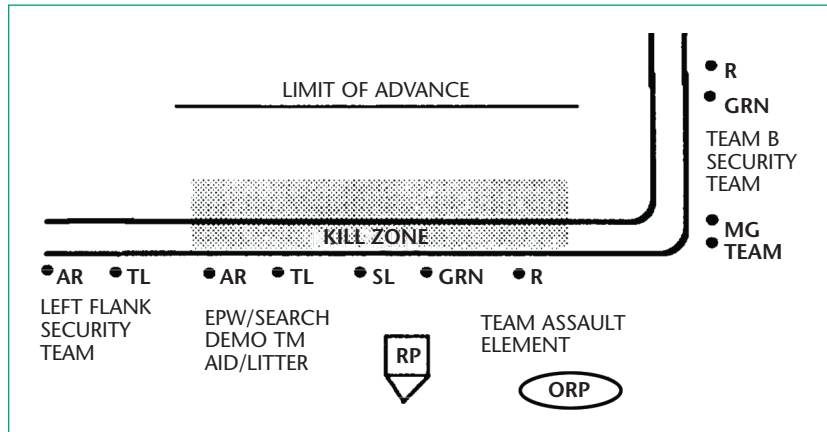 LIMIT OF ADVANCE
R
GRN
TEAM B
SECURITY
TEAM
MG
TEAM
KILL ZONE
AR TL AR TL SL GRN R
LEFT FLANK
SECURITY
TEAM
EPW/SEARCH
DEMO TM
AID/LITTER
TEAM ASSAULT
ELEMENT
RP
ORP